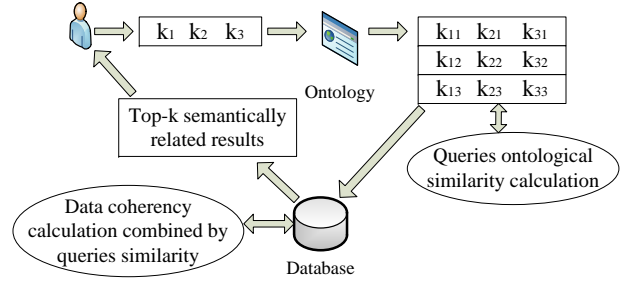 k1 k2 k3
Ontology
k11 k21 k31
k12 k22 k32
k13 k23 k33
Top-k semantically
related results
Queries ontological
similarity calculation
Data coherency
calculation combined by
queries similarity
Database